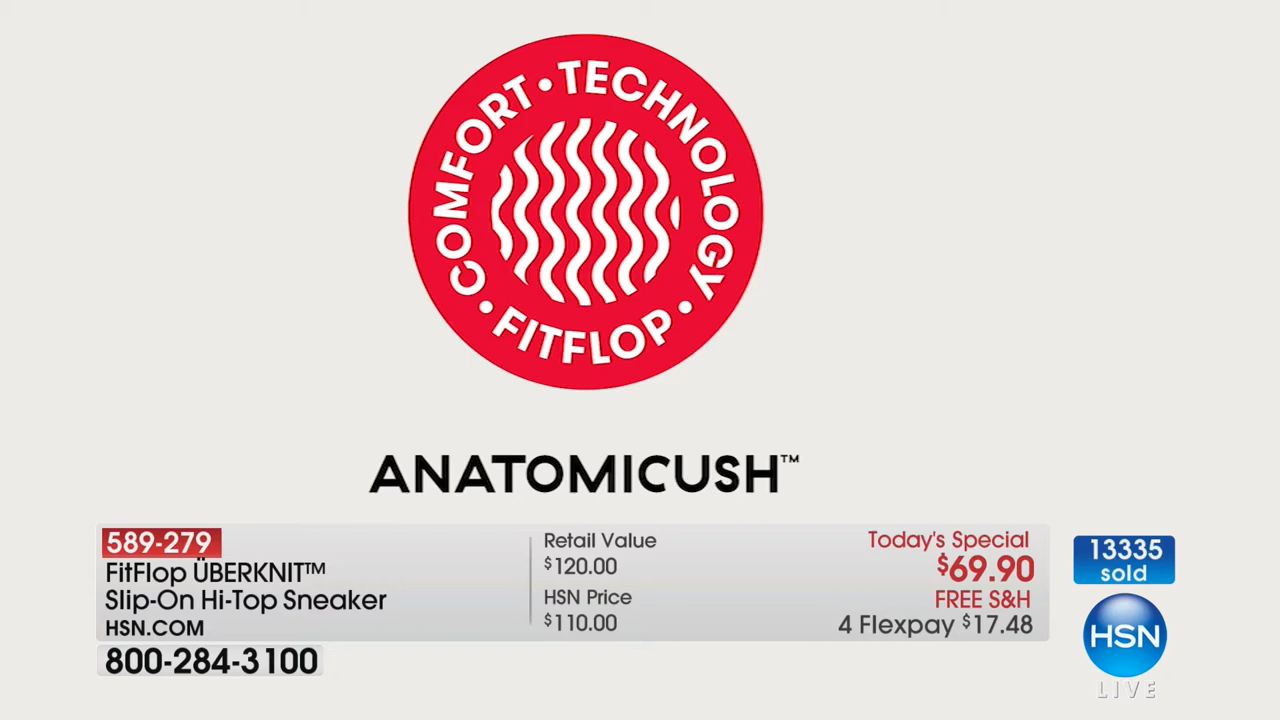 COMFORT • TECHNOLOGY •
FITFLOP •
ANATOMICUSH™
589-279
FitFlop ÜBERKNIT™
Slip-On Hi-Top Sneaker
HSN.COM
800-284-3100
Retail Value
$120.00
HSN Price
$110.00
Today's Special
$69.90
FREE S&H
4 Flexpay $17.48
13335
sold
HSN
LIVE